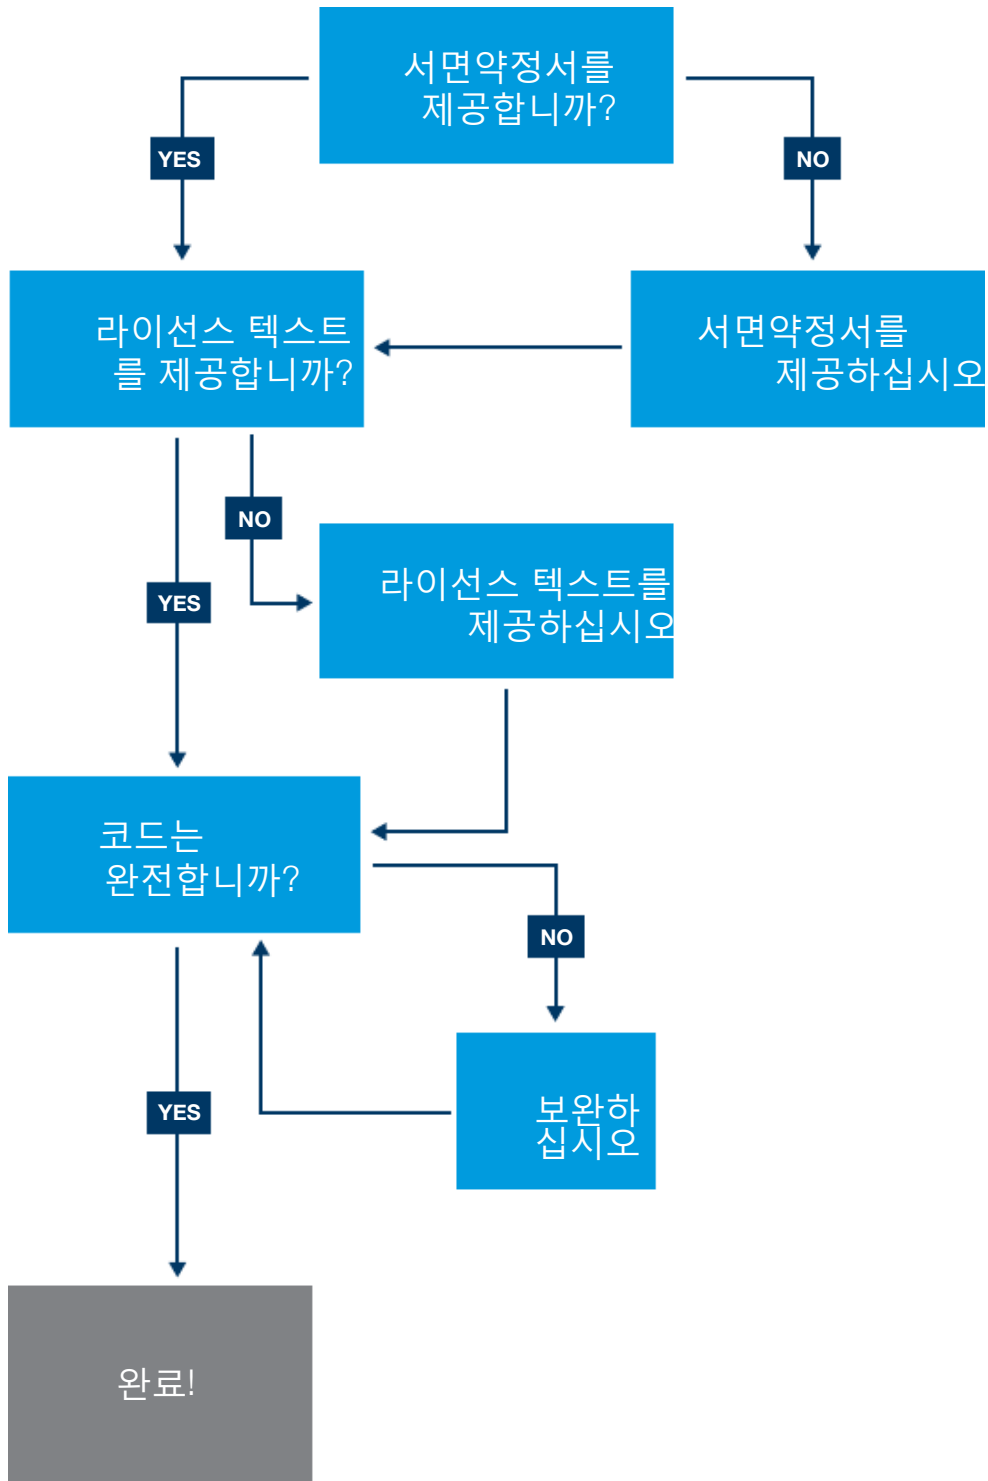 서면약정서를
제공합니까?
YES
NO
라이선스 텍스트
를 제공합니까?
서면약정서를
제공하십시오
NO
YES
라이선스 텍스트를
제공하십시오
코드는
완전합니까?
NO
YES
보완하
십시오
완료!